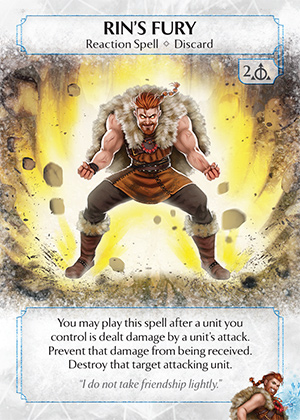 RIN'S FURY
Reaction Spell ⬦ Discard
2
You may play this spell after a unit you
control is dealt damage by a unit's attack.
Prevent that damage from being received.
Destroy that target attacking unit.
"I do not take friendship lightly."